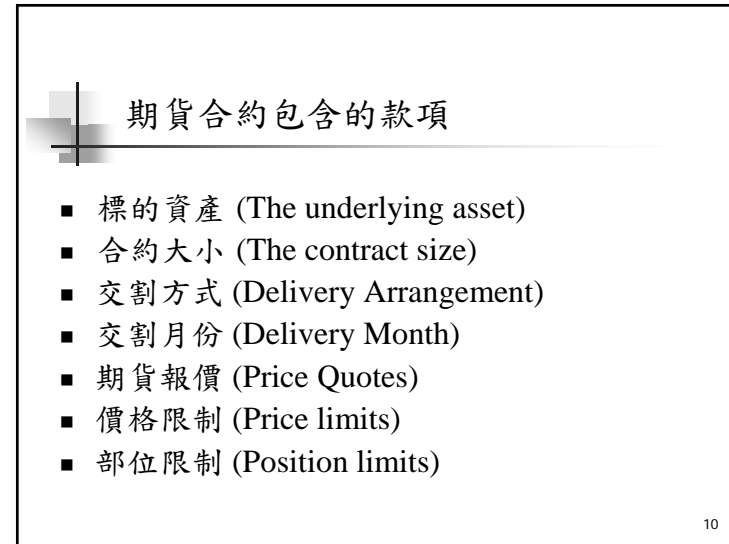 期貨合約包含的款項
■ 標的資產 (The underlying asset)
■ 合約大小 (The contract size)
■ 交割方式 (Delivery Arrangement)
■ 交割月份 (Delivery Month)
■ 期貨報價 (Price Quotes)
■ 價格限制 (Price limits)
■ 部位限制 (Position limits)
10